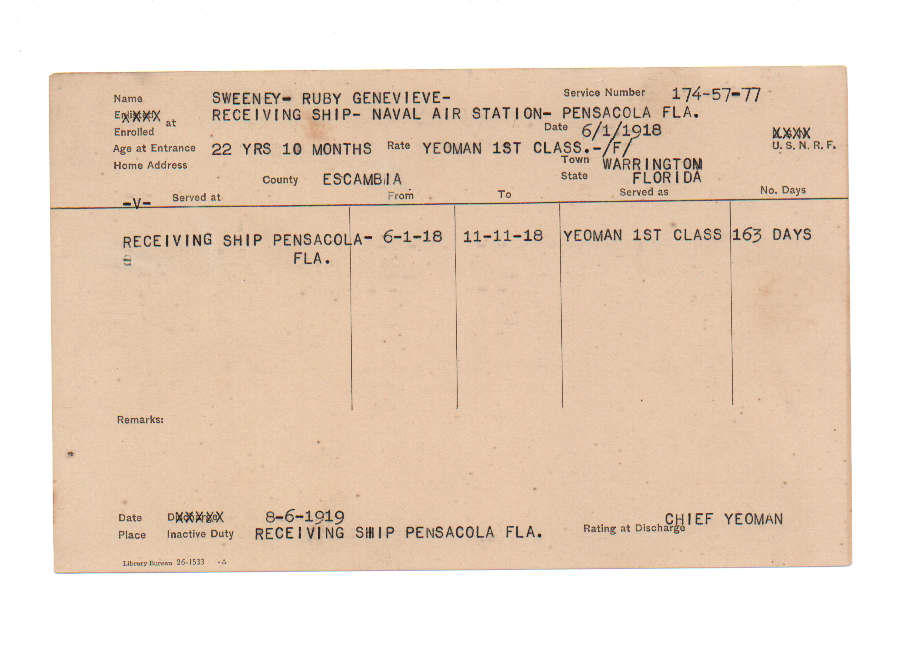 Name SWEENEY- RUBY GENEVIEVE- Service Number 174-57-77
at RECEIVING SHIP- NAVAL AIR STATION- PENSACOLA FLA.
Enrolled Date 6/1/1918 XXXX
Age at Entrance 22 YRS 10 MONTHS Rate YEOMAN 1ST CLASS.-/F/ U. S. N. R. F.
Home Address Town WARRINGTON
County ESCAMBIA State FLORIDA
-V- Served at From To Served as No. Days
RECEIVING SHIP PENSACOLA- 6-1-18 11-11-18 YEOMAN 1ST CLASS 163 DAYS
FLA.
Remarks:
Date 8-6-1919 CHIEF YEOMAN
Place Inactive Duty RECEIVING SHIP PENSACOLA FLA. Rating at Discharge
Library Bureau 26-1533